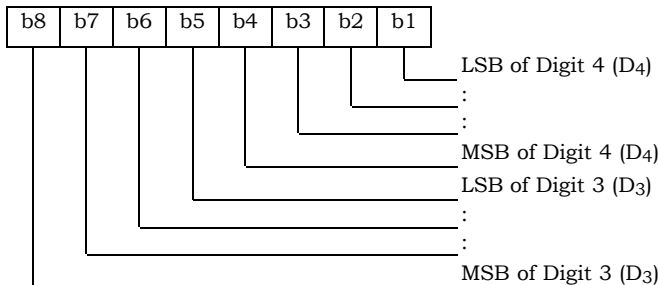 b8 b7 b6 b5 b4 b3 b2 b1
LSB of Digit 4 (D4)
:
:
MSB of Digit 4 (D4)
LSB of Digit 3 (D3)
:
:
MSB of Digit 3 (D3)